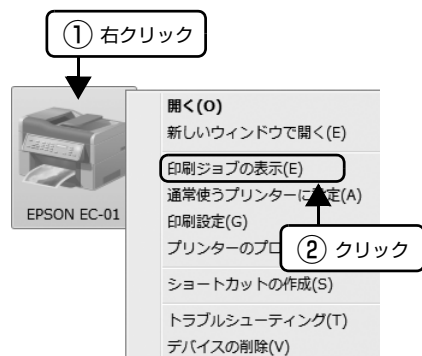 ① 右クリック
EPSON EC-01
開く(O)
新しいウィンドウで開く(E)
印刷ジョブの表示(E)
通常使うプリンターに 定(A)
印刷設定(G)
プリンターのプロ
② クリック
ショートカットの作成(S)
トラブルシューティング(T)
デバイスの削除(V)